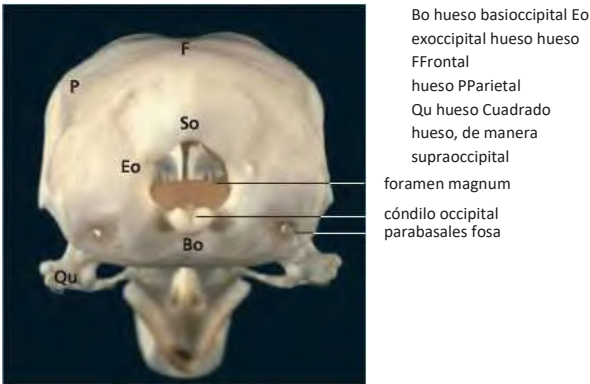 F
P
So
Eo
Bo
Qu
Bo hueso basioccipital Eo
exoccipital hueso hueso
FFrontal
hueso PParietal
Qu hueso Cuadrado
hueso, de manera
supraoccipital
foramen magnum
cóndilo occipital
parabasales fosa